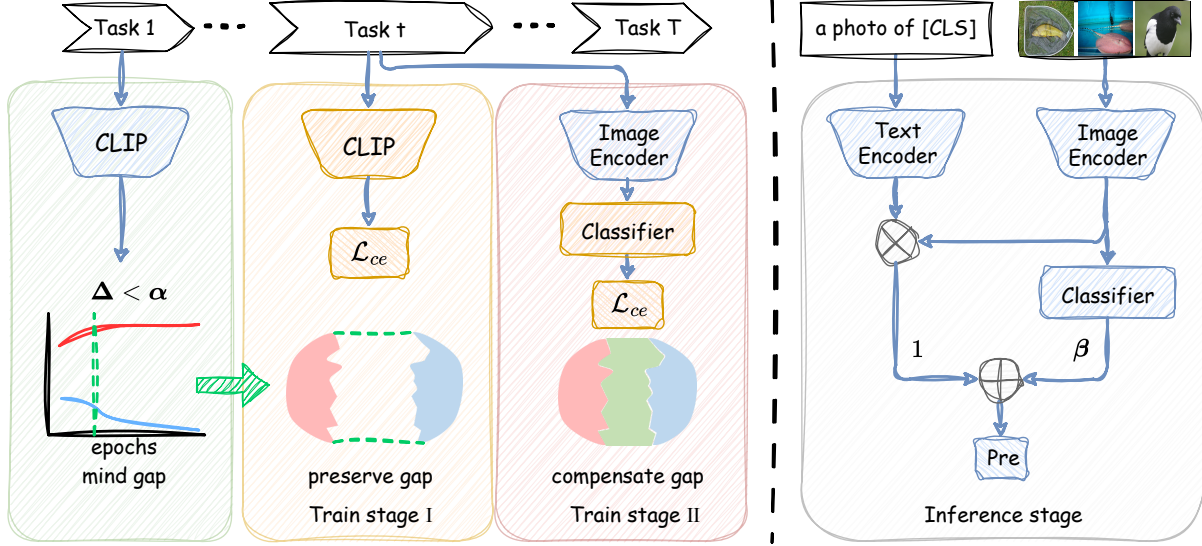 Task 1
Task t
Task T
a photo of [CLS]
CLIP
CLIP
Image
Encoder
Text
Encoder
Image
Encoder
Classifier
ℒce
ℒce
Classifier
Δ < α
epochs
mind gap
preserve gap
compensate gap
Train stage I
Train stage II
1
β
Pre
Inference stage